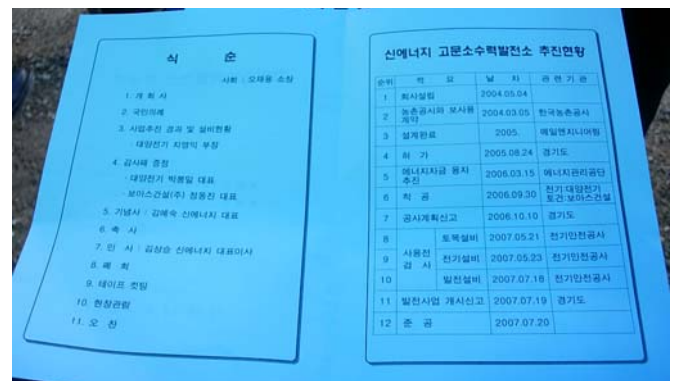 식 순
사회 : 오재용 소장
1. 개 회 사
2. 국민의례
3. 사업추진 경과 및 설비현황
- 대양전기 지영익 부장
4. 감사패 증정
- 대양전기 박봉일 대표
- 보아스건설(주) 정동진 대표
5. 기념사 : 김혜숙 신에너지 대표
6. 축 사
7. 인 사 : 김상승 신에너지 대표이사
8. 폐 회
9. 테이프 컷팅
10. 현장관람
11. 오 찬
신에너지 고문소수력발전소 추진현황
순위 적 요 날 자 관 련 기 관
1 회사설립 2004.05.04
2 농촌공사와 보사용계약 2004.03.05 한국농촌공사
3 설계완료 2005. 에일엔지니어링
4 허 가 2005.08.24 경기도
5 에너지자금 융자추진 2006.03.15 에너지관리공단
6 착 공 2006.09.30 전기:대양전기 토건:보아스건설
7 공사계획신고 2006.10.10 경기도
8 사용전 검 사 토목설비 2007.05.21 전기안전공사
9 전기설비 2007.05.23 전기안전공사
10 발전설비 2007.07.18 전기안전공사
11 발전사업 개시신고 2007.07.19 경기도
12 준 공 2007.07.20